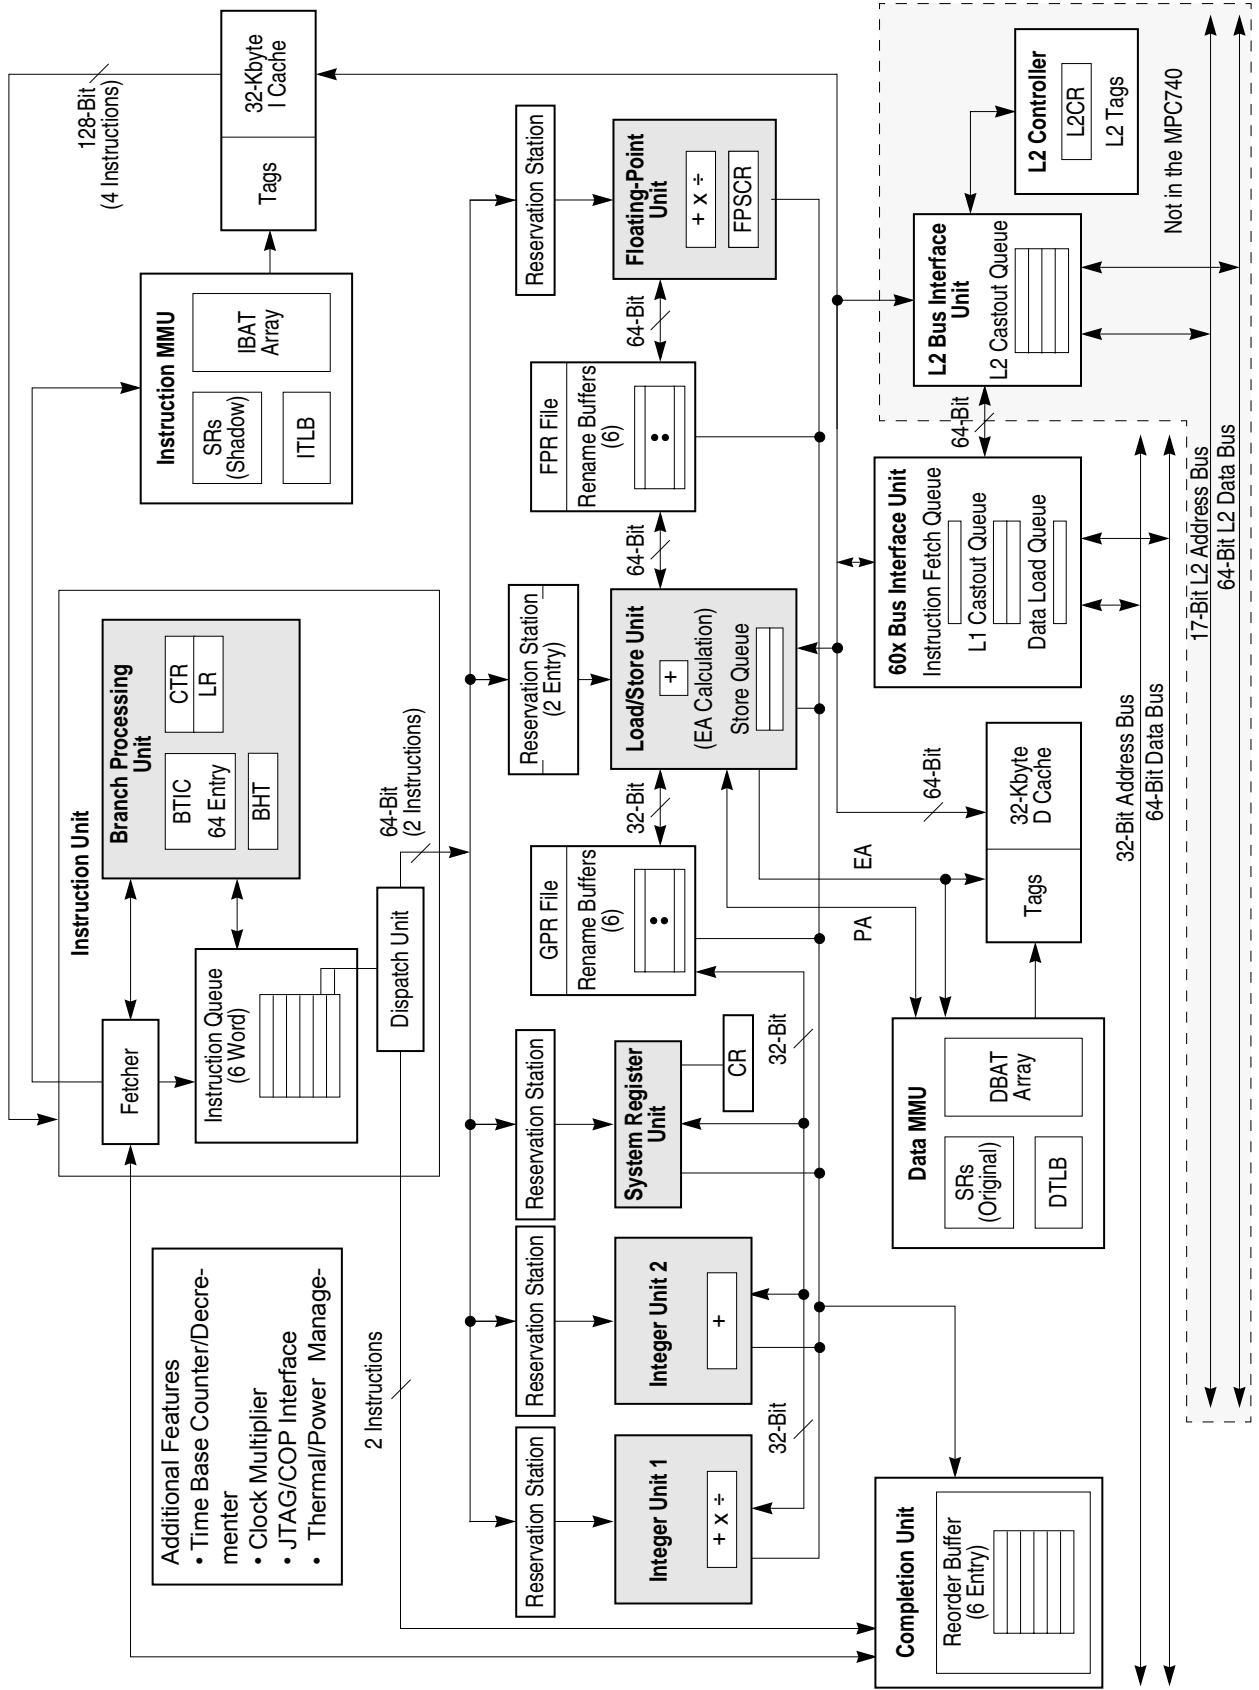 Additional Features
• Time Base Counter/Decre-
menter
• Clock Multiplier
• JTAG/COP Interface
• Thermal/Power Manage-
Instruction Unit
Fetcher
Branch Processing
Unit
BTIC
64 Entry
BHT
CTR
LR
Instruction Queue
(6 Word)
Dispatch Unit
64-Bit
(2 Instructions)
2 Instructions
Instruction MMU
SRs
(Shadow)
ITLB
IBAT
Array
128-Bit
(4 Instructions)
Tags
32-Kbyte
I Cache
Reservation Station
Reservation Station
Reservation Station
Reservation Station
(2 Entry)
Reservation Station
Integer Unit 1
+ x ÷
Integer Unit 2
+
System Register
Unit
CR
32-Bit
32-Bit
GPR File
Rename Buffers
(6)
32-Bit
Load/Store Unit
+
(EA Calculation)
Store Queue
64-Bit
FPR File
Rename Buffers
(6)
64-Bit
Floating-Point
Unit
+ x ÷
FPSCR
PA
EA
64-Bit
Completion Unit
Reorder Buffer
(6 Entry)
Data MMU
SRs
(Original)
DTLB
DBAT
Array
Tags
32-Kbyte
D Cache
60x Bus Interface Unit
Instruction Fetch Queue
L1 Castout Queue
Data Load Queue
64-Bit
L2 Bus Interface
Unit
L2 Castout Queue
L2 Controller
L2CR
L2 Tags
Not in the MPC740
32-Bit Address Bus
64-Bit Data Bus
17-Bit L2 Address Bus
64-Bit L2 Data Bus